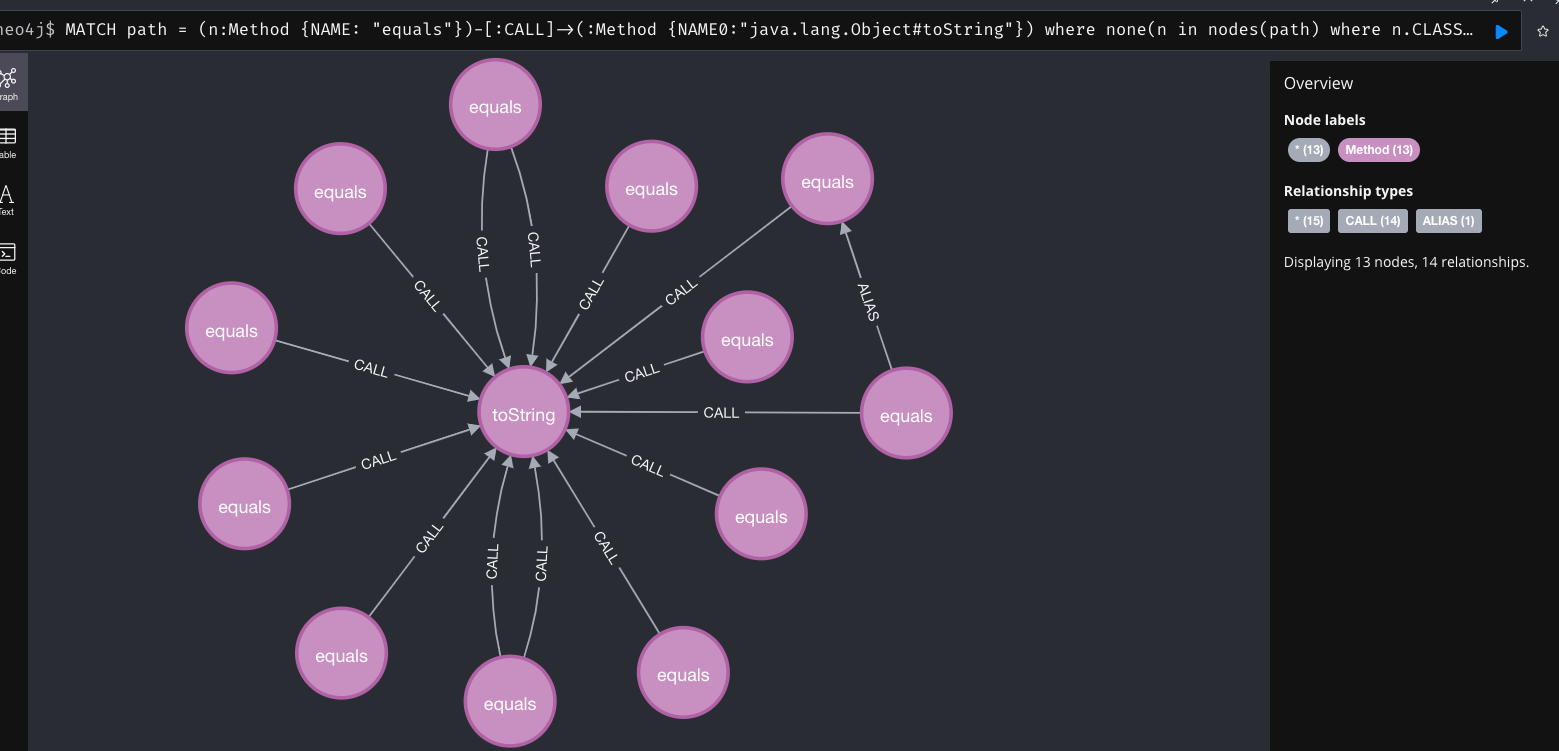 neo4j$ MATCH path = (n:Method {NAME: "equals"})-[:CALL]->(:Method {NAME0:"java.lang.Object#toString"}) where none(n in nodes(path) where n.CLASS…
raph
able
Text
ode
equals
equals
equals
equals
CALL
CALL
CALL
CALL
CALL
ALIAS
equals
equals
CALL
CALL
toString
CALL
equals
CALL
CALL
equals
equals
CALL
CALL
CALL
CALL
equals
equals
equals
Overview
Node labels
* (13) Method (13)
Relationship types
* (15) CALL (14) ALIAS (1)
Displaying 13 nodes, 14 relationships.